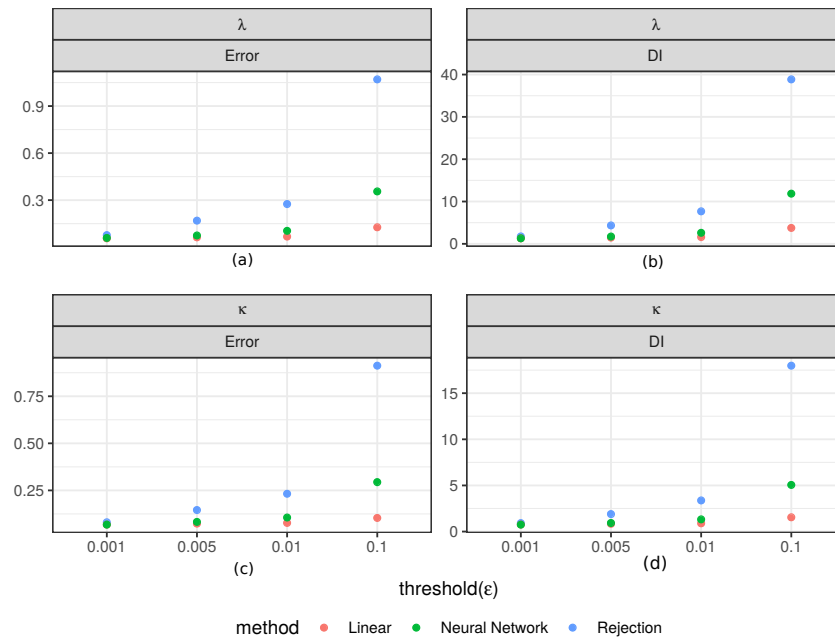 λ
λ
Error
DI
0.9
0.6
0.3
40
30
20
10
0
(a)
(b)
κ
κ
Error
DI
0.75
0.50
0.25
15
10
5
0
0.001 0.005 0.01 0.1
0.001 0.005 0.01 0.1
(c)
(d)
threshold(ε)
method Linear Neural Network Rejection